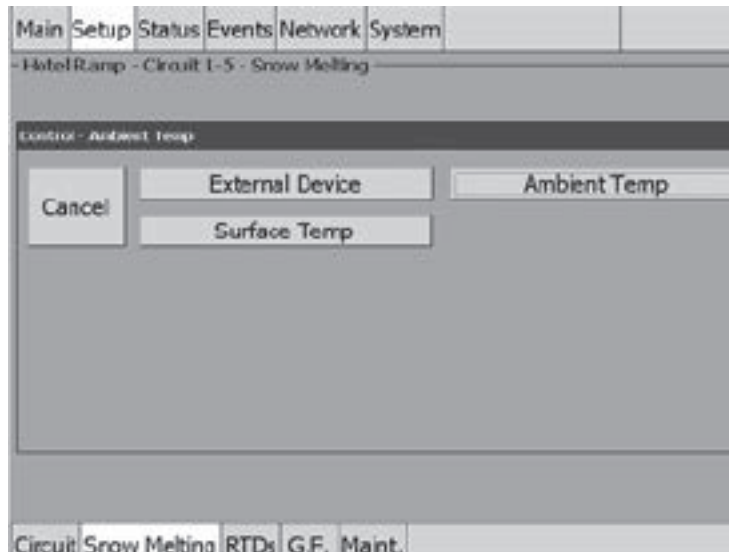 Main Setup Status Events Network System
Hotel Ramp - Circuit 1-5 - Snow Melting
Control - Ambient Temp
Cancel
External Device
Ambient Temp
Surface Temp
Circuit Snow Melting RTDs G.F. Maint.